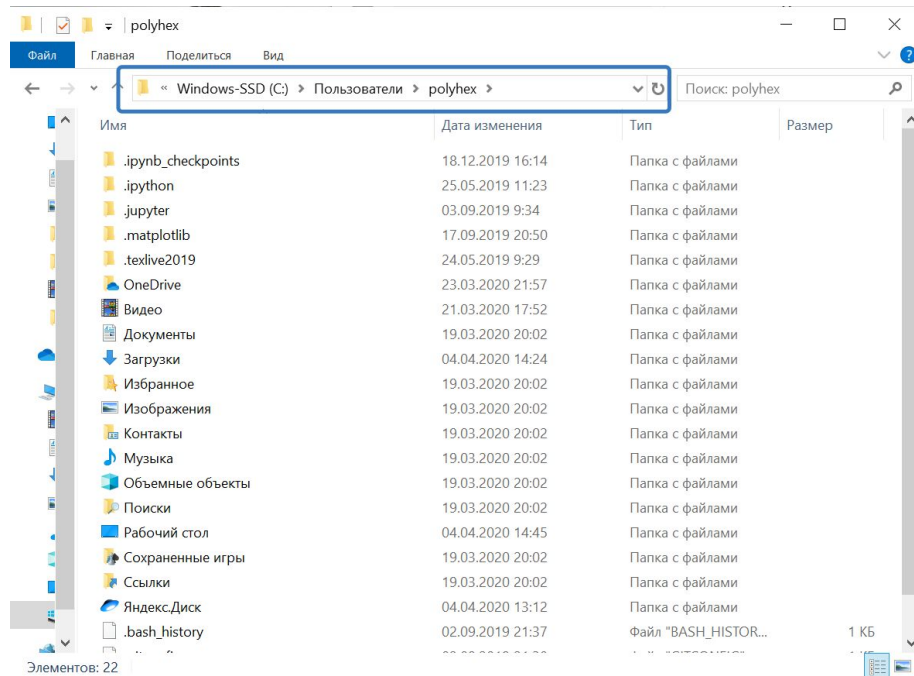 polyhex
Файл Главная Поделиться Вид
« Windows-SSD (C:) > Пользователи > polyhex > Поиск: polyhex
Имя Дата изменения Тип Размер
.ipynb_checkpoints 18.12.2019 16:14 Папка с файлами
.ipython 25.05.2019 11:23 Папка с файлами
.jupyter 03.09.2019 9:34 Папка с файлами
.matplotlib 17.09.2019 20:50 Папка с файлами
.texlive2019 24.05.2019 9:29 Папка с файлами
OneDrive 23.03.2020 21:57 Папка с файлами
Видео 21.03.2020 17:52 Папка с файлами
Документы 19.03.2020 20:02 Папка с файлами
Загрузки 04.04.2020 14:24 Папка с файлами
Избранное 19.03.2020 20:02 Папка с файлами
Изображения 19.03.2020 20:02 Папка с файлами
Контакты 19.03.2020 20:02 Папка с файлами
Музыка 19.03.2020 20:02 Папка с файлами
Объемные объекты 19.03.2020 20:02 Папка с файлами
Поиски 19.03.2020 20:02 Папка с файлами
Рабочий стол 04.04.2020 14:45 Папка с файлами
Сохраненные игры 19.03.2020 20:02 Папка с файлами
Ссылки 19.03.2020 20:02 Папка с файлами
Яндекс.Диск 04.04.2020 13:12 Папка с файлами
.bash_history 02.09.2019 21:37 Файл "BASH_HISTOR... 1 КБ
Элементов: 22